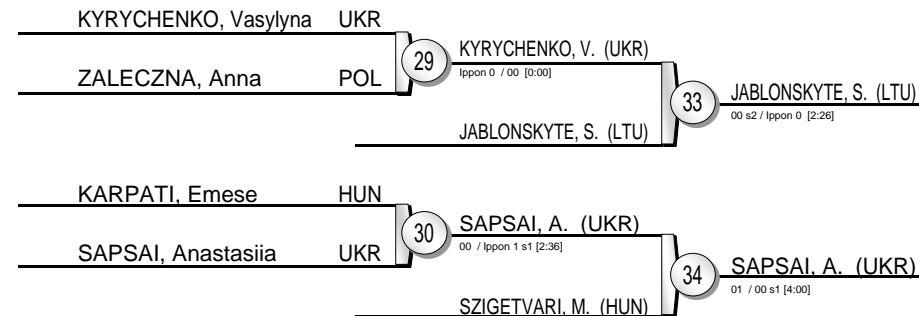 KYRYCHENKO, Vasylyna UKR
29
KYRYCHENKO, V. (UKR)
Ippon 0 / 00 [0:00]
ZALECZNA, Anna POL
33
JABLONSKYTE, S. (LTU)
00 s2 / Ippon 0 [2:26]
JABLONSKYTE, S. (LTU)
KARPATI, Emese HUN
30
SAPSAI, A. (UKR)
00 / Ippon 1 s1 [2:36]
SAPSAI, Anastasiia UKR
34
SAPSAI, A. (UKR)
01 / 00 s1 [4:00]
SZIGETVARI, M. (HUN)